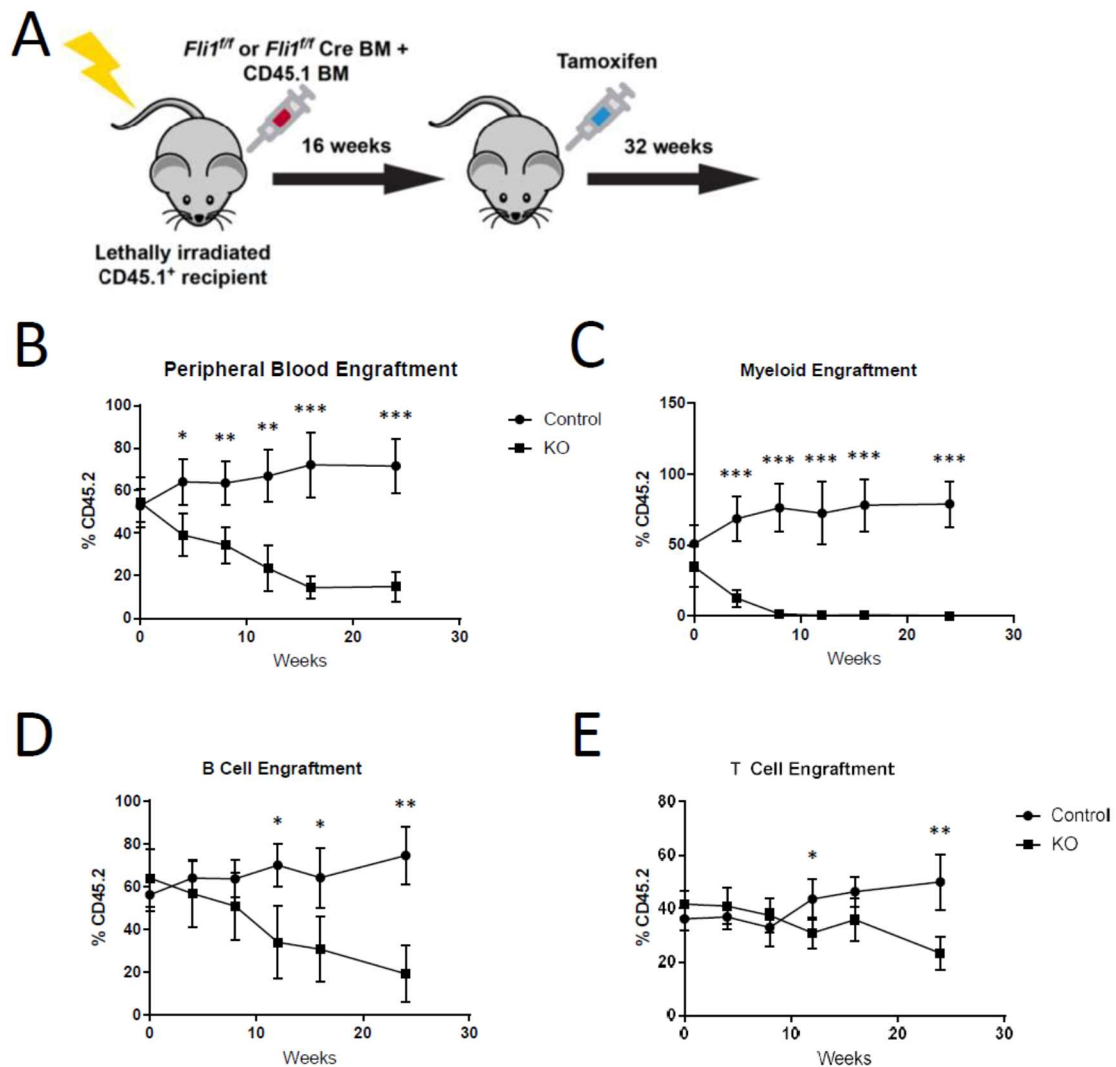 A
Fli1f/f or Fli1f/f Cre BM +
CD45.1 BM
Tamoxifen
16 weeks
32 weeks
Lethally irradiated
CD45.1+ recipient
B
Peripheral Blood Engraftment
% CD45.2
100
80
60
40
20
0
0 10 20 30
Weeks
* ** ** *** ***
Control
KO
C
Myeloid Engraftment
% CD45.2
150
100
50
0
0 10 20 30
Weeks
*** *** *** *** ***
D
B Cell Engraftment
% CD45.2
100
80
60
40
20
0
0 10 20 30
Weeks
* * **
E
T Cell Engraftment
% CD45.2
80
60
40
20
0
0 10 20 30
Weeks
* **
Control
KO